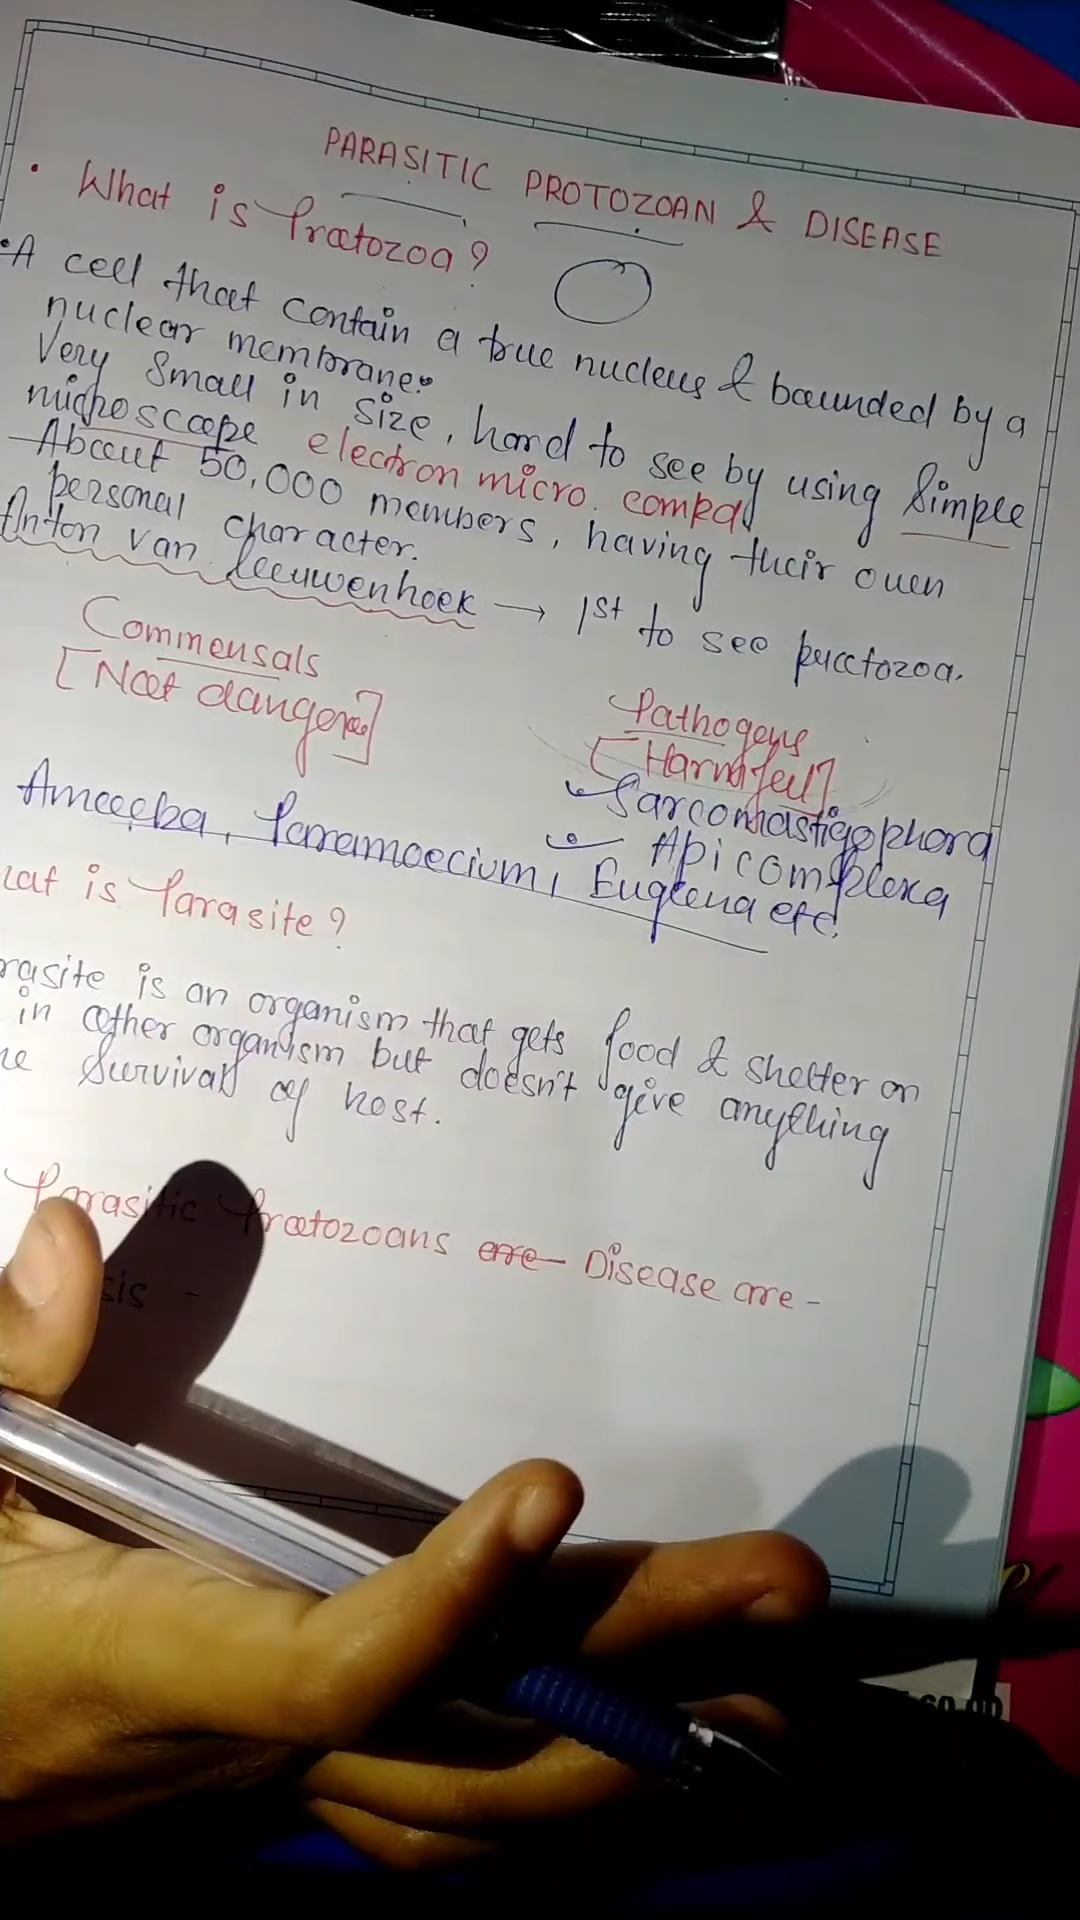 PARASITIC PROTOZOAN & DISEASE
• What is Protozoa?
• A cell that contain a true nucleus & bounded by a
nuclear membrane.
Very small in size, hard to see by using simple
microscope electron micro. compd
- About 50,000 members, having their own
personal character.
Anton van Leeuwenhoek → 1st to see protozoa.
Commensals
[Not dangerous]
Pathogens
[Harmful]
Sarcomastigophora
Apicomplexa
Amoeba, Paramoecium, Euglena etc.
is Parasite?
is an organism that gets food & shelter on
in other organism but doesn't give anything
survival of host.
Parasitic Protozoans are - Disease are -
sis -
60.00